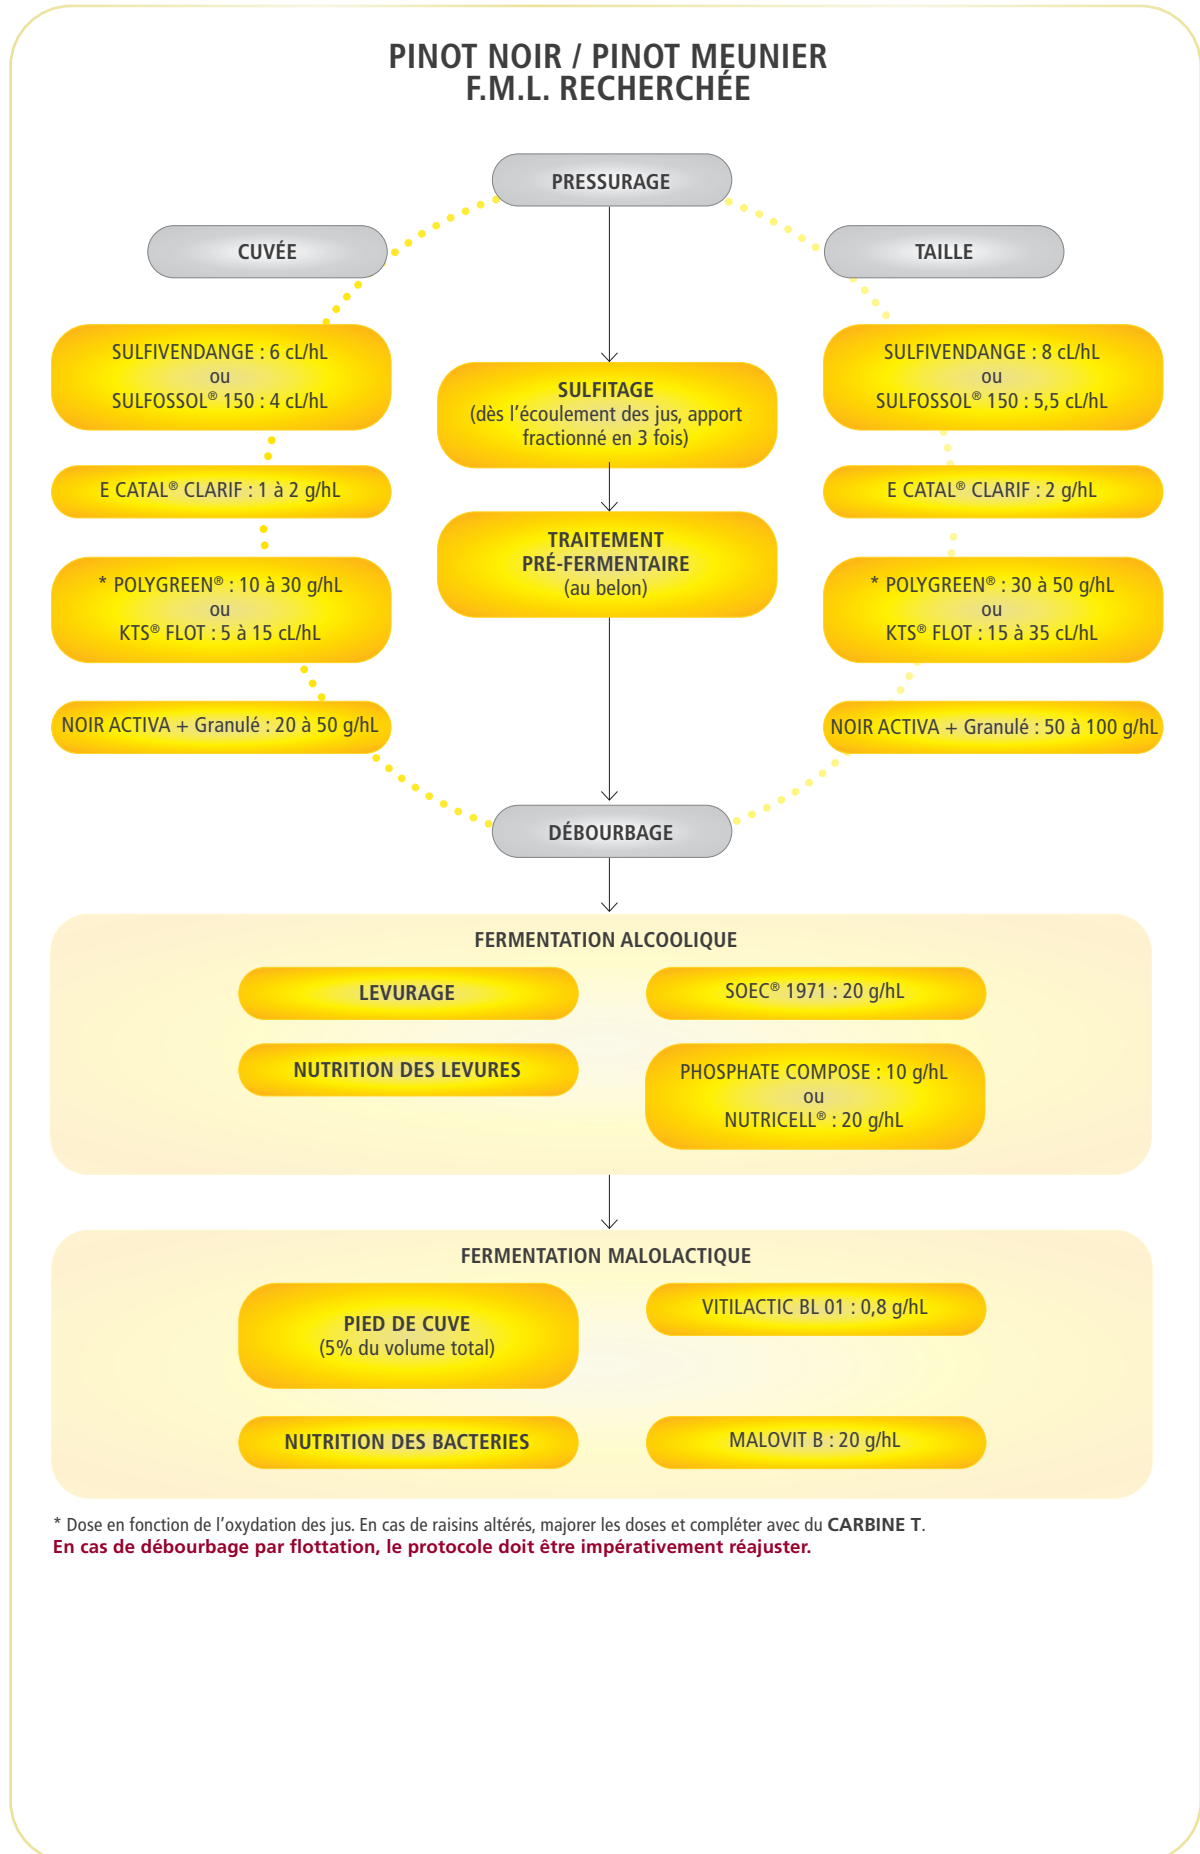 PINOT NOIR / PINOT MEUNIER
F.M.L. RECHERCHÉE
PRESSURAGE
CUVÉE
TAILLE
SULFIVENDANGE : 6 cL/hL
ou
SULFOSSOL® 150 : 4 cL/hL
SULFITAGE
(dès l’écoulement des jus, apport
fractionné en 3 fois)
SULFIVENDANGE : 8 cL/hL
ou
SULFOSSOL® 150 : 5,5 cL/hL
E CATAL® CLARIF : 1 à 2 g/hL
E CATAL® CLARIF : 2 g/hL
TRAITEMENT
PRÉ-FERMENTAIRE
(au belon)
* POLYGREEN® : 10 à 30 g/hL
ou
KTS® FLOT : 5 à 15 cL/hL
* POLYGREEN® : 30 à 50 g/hL
ou
KTS® FLOT : 15 à 35 cL/hL
NOIR ACTIVA + Granulé : 20 à 50 g/hL
NOIR ACTIVA + Granulé : 50 à 100 g/hL
DÉBOURBAGE
FERMENTATION ALCOOLIQUE
LEVURAGE
SOEC® 1971 : 20 g/hL
NUTRITION DES LEVURES
PHOSPHATE COMPOSE : 10 g/hL
ou
NUTRICELL® : 20 g/hL
FERMENTATION MALOLACTIQUE
PIED DE CUVE
(5% du volume total)
VITILACTIC BL 01 : 0,8 g/hL
NUTRITION DES BACTERIES
MALOVIT B : 20 g/hL
* Dose en fonction de l’oxydation des jus. En cas de raisins altérés, majorer les doses et compléter avec du CARBINE T.
En cas de débourbage par flottation, le protocole doit être impérativement réajuster.